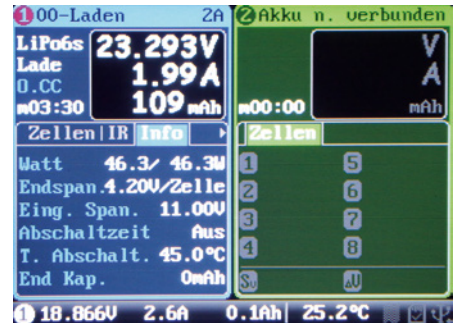 1 00-Laden 2A
LiPo6s 23.293V
Lade 1.99A
0.CC
m03:30 109mAh
Zellen|IR Info
Watt 46.3/ 46.3W
Endspan.4.20V/Zelle
Eing. Span. 11.00V
Abschaltzeit Aus
T. Abschalt. 45.0°C
End Kap. 0mAh
2 Akku n. verbunden
V
A
m00:00 mAh
Zellen
1 5
2 6
3 7
4 8
Sᵤ ΔU
1 18.866V 2.6A 0.1Ah 25.2°C